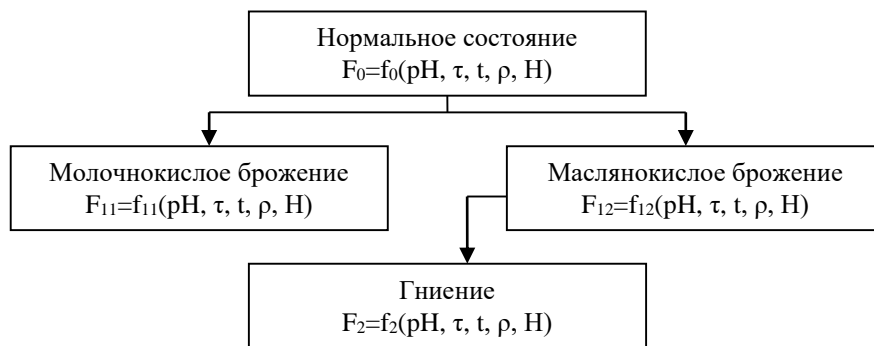 Нормальное состояние
F₀=f₀(pH, τ, t, ρ, H)
Молочнокислое брожение
F₁₁=f₁₁(pH, τ, t, ρ, H)
Маслянокислое брожение
F₁₂=f₁₂(pH, τ, t, ρ, H)
Гниение
F₂=f₂(pH, τ, t, ρ, H)